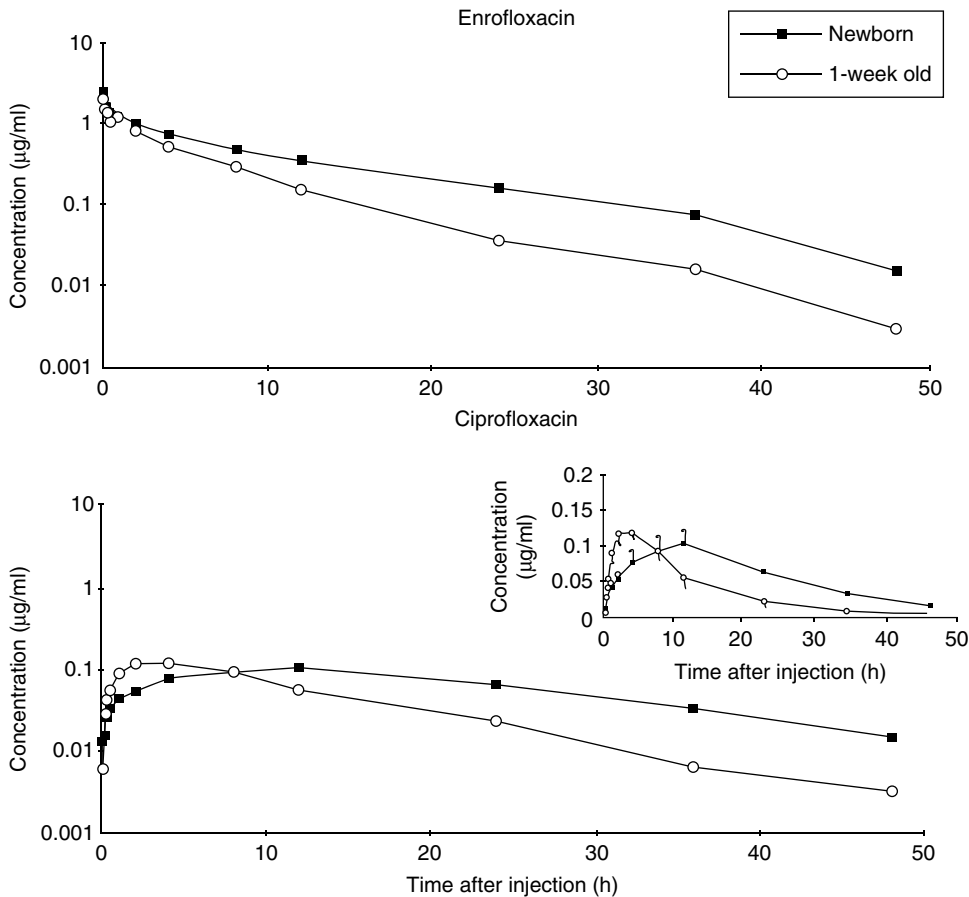 Enrofloxacin
Newborn
1-week old
Concentration (µg/ml)
10
1
0.1
0.01
0.001
0 10 20 30 40 50
Ciprofloxacin
Concentration (µg/ml)
10
1
0.1
0.01
0.001
0 10 20 30 40 50
Time after injection (h)
Concentration
(µg/ml)
0.2
0.15
0.1
0.05
0
0 10 20 30 40 50
Time after injection (h)